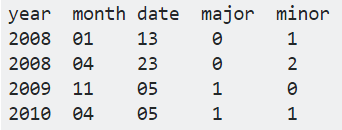 year month date major minor
2008 01 13 0 1
2008 04 23 0 2
2009 11 05 1 0
2010 04 05 1 1